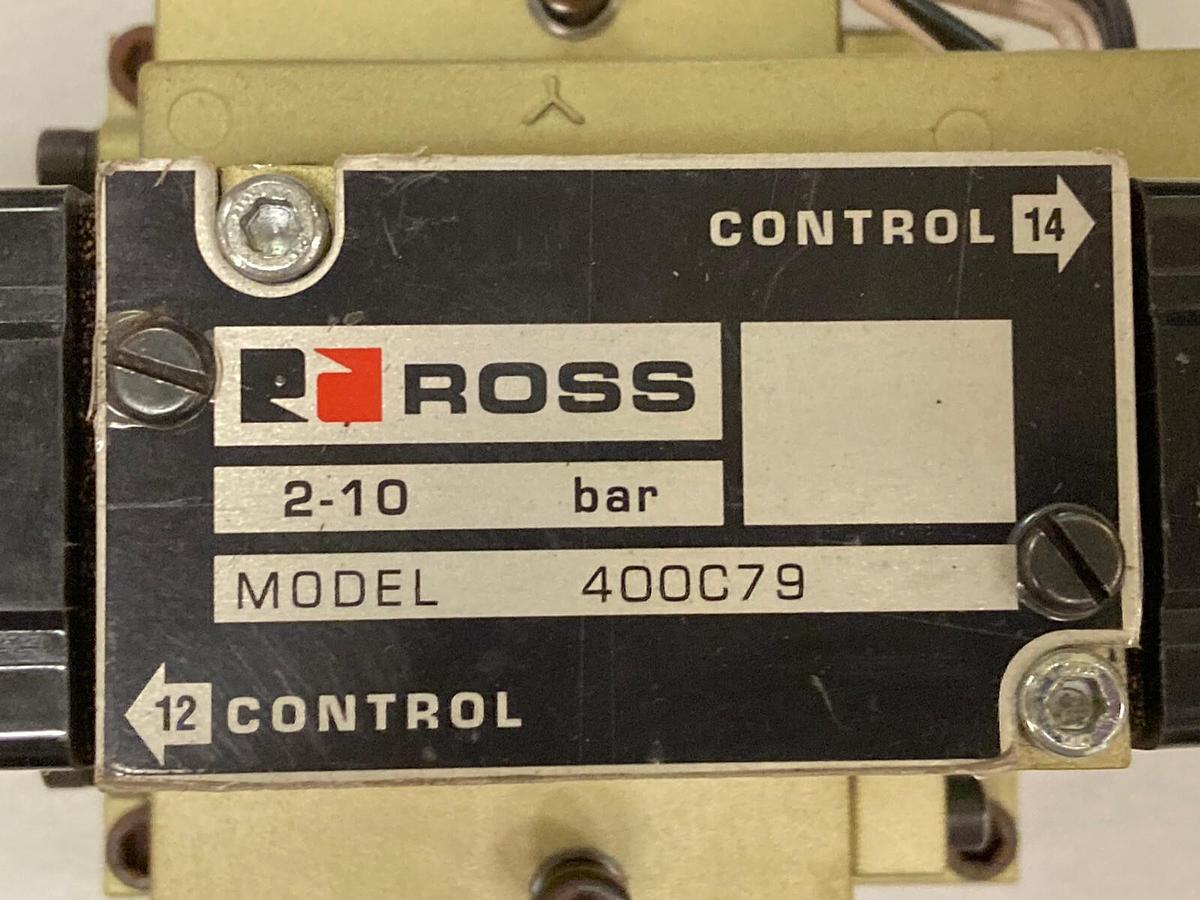 CONTROL 14
ROSS
2-10 bar
MODEL 400C79
12 CONTROL